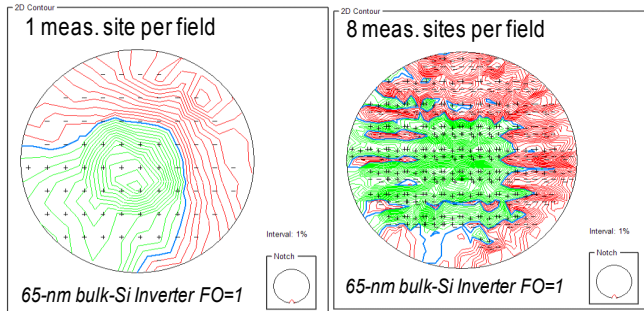 2D Contour
1 meas. site per field
Interval: 1%
Notch
65-nm bulk-Si Inverter FO=1
2D Contour
8 meas. sites per field
Interval: 1%
Notch
65-nm bulk-Si Inverter FO=1